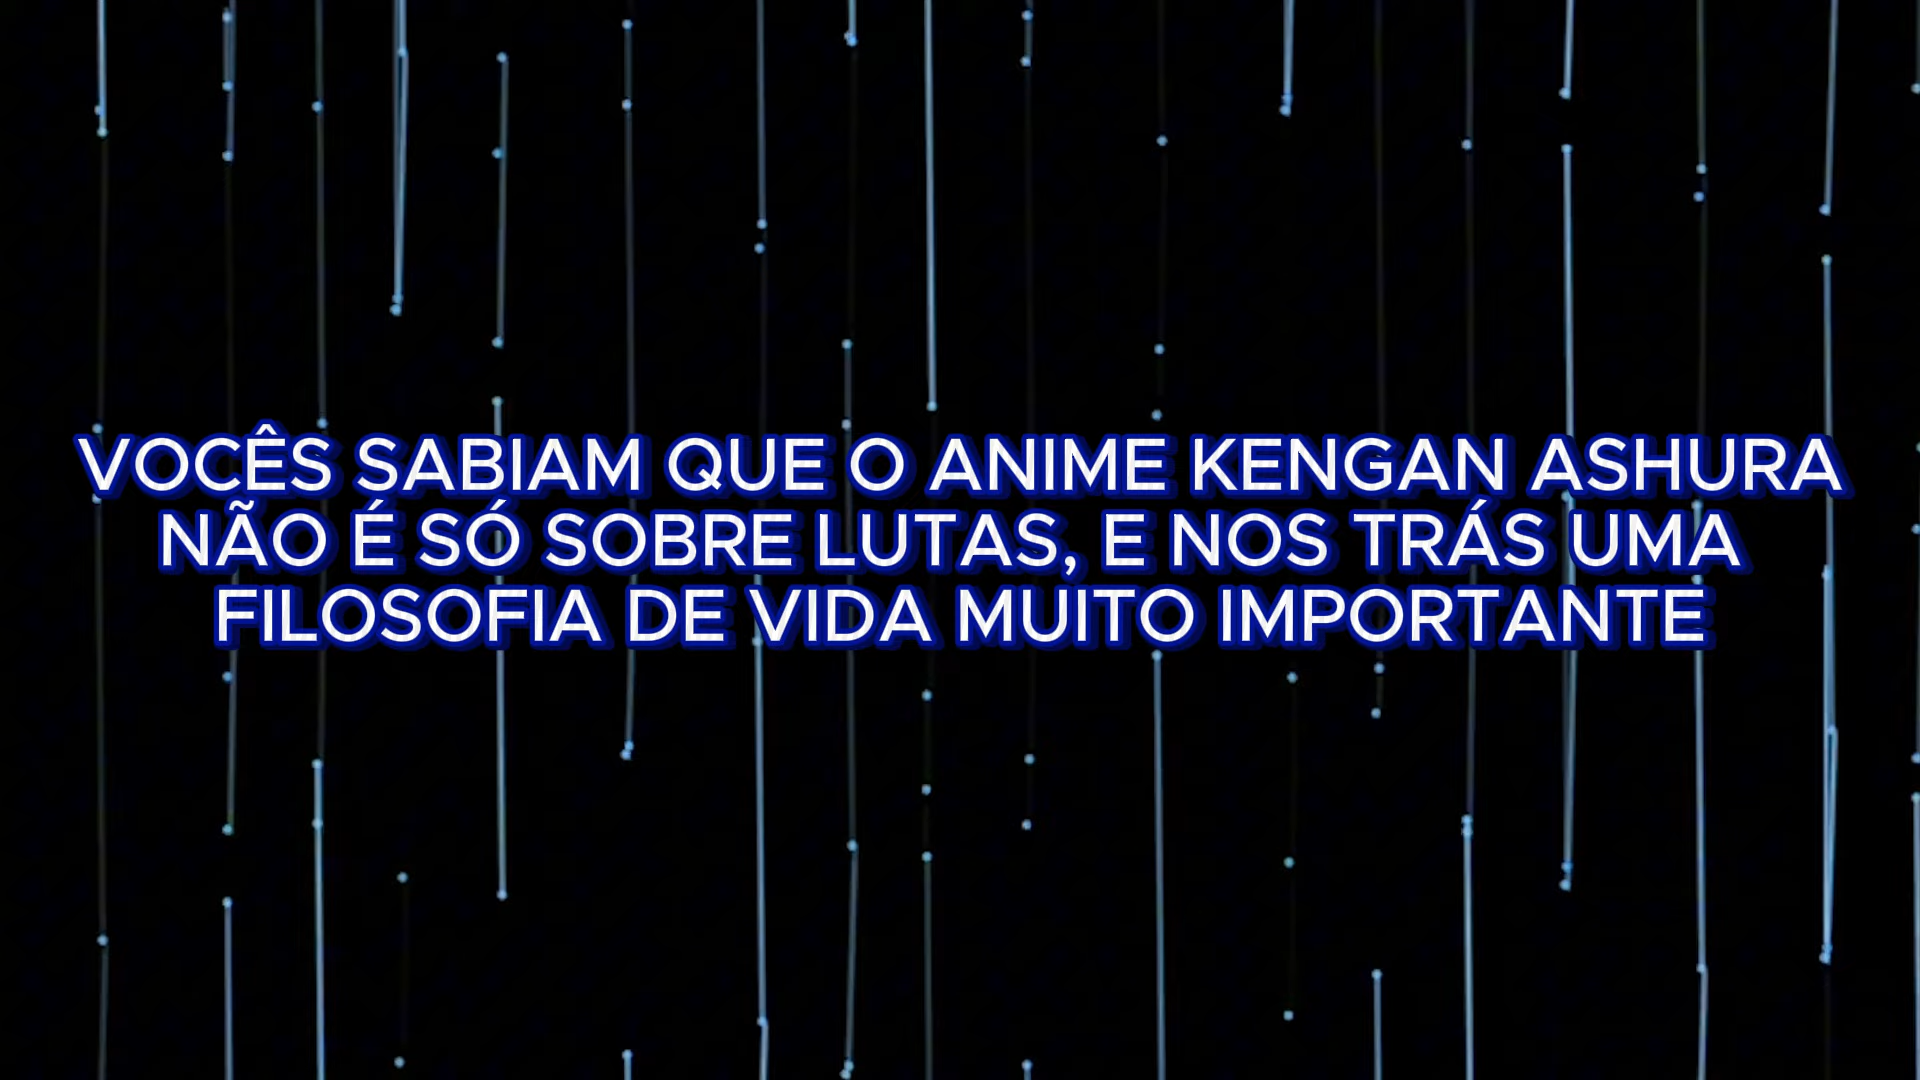 VOCÊS SABIAM QUE O ANIME KENGAN ASHURA
NÃO É SÓ SOBRE LUTAS, E NOS TRÁS UMA
FILOSOFIA DE VIDA MUITO IMPORTANTE